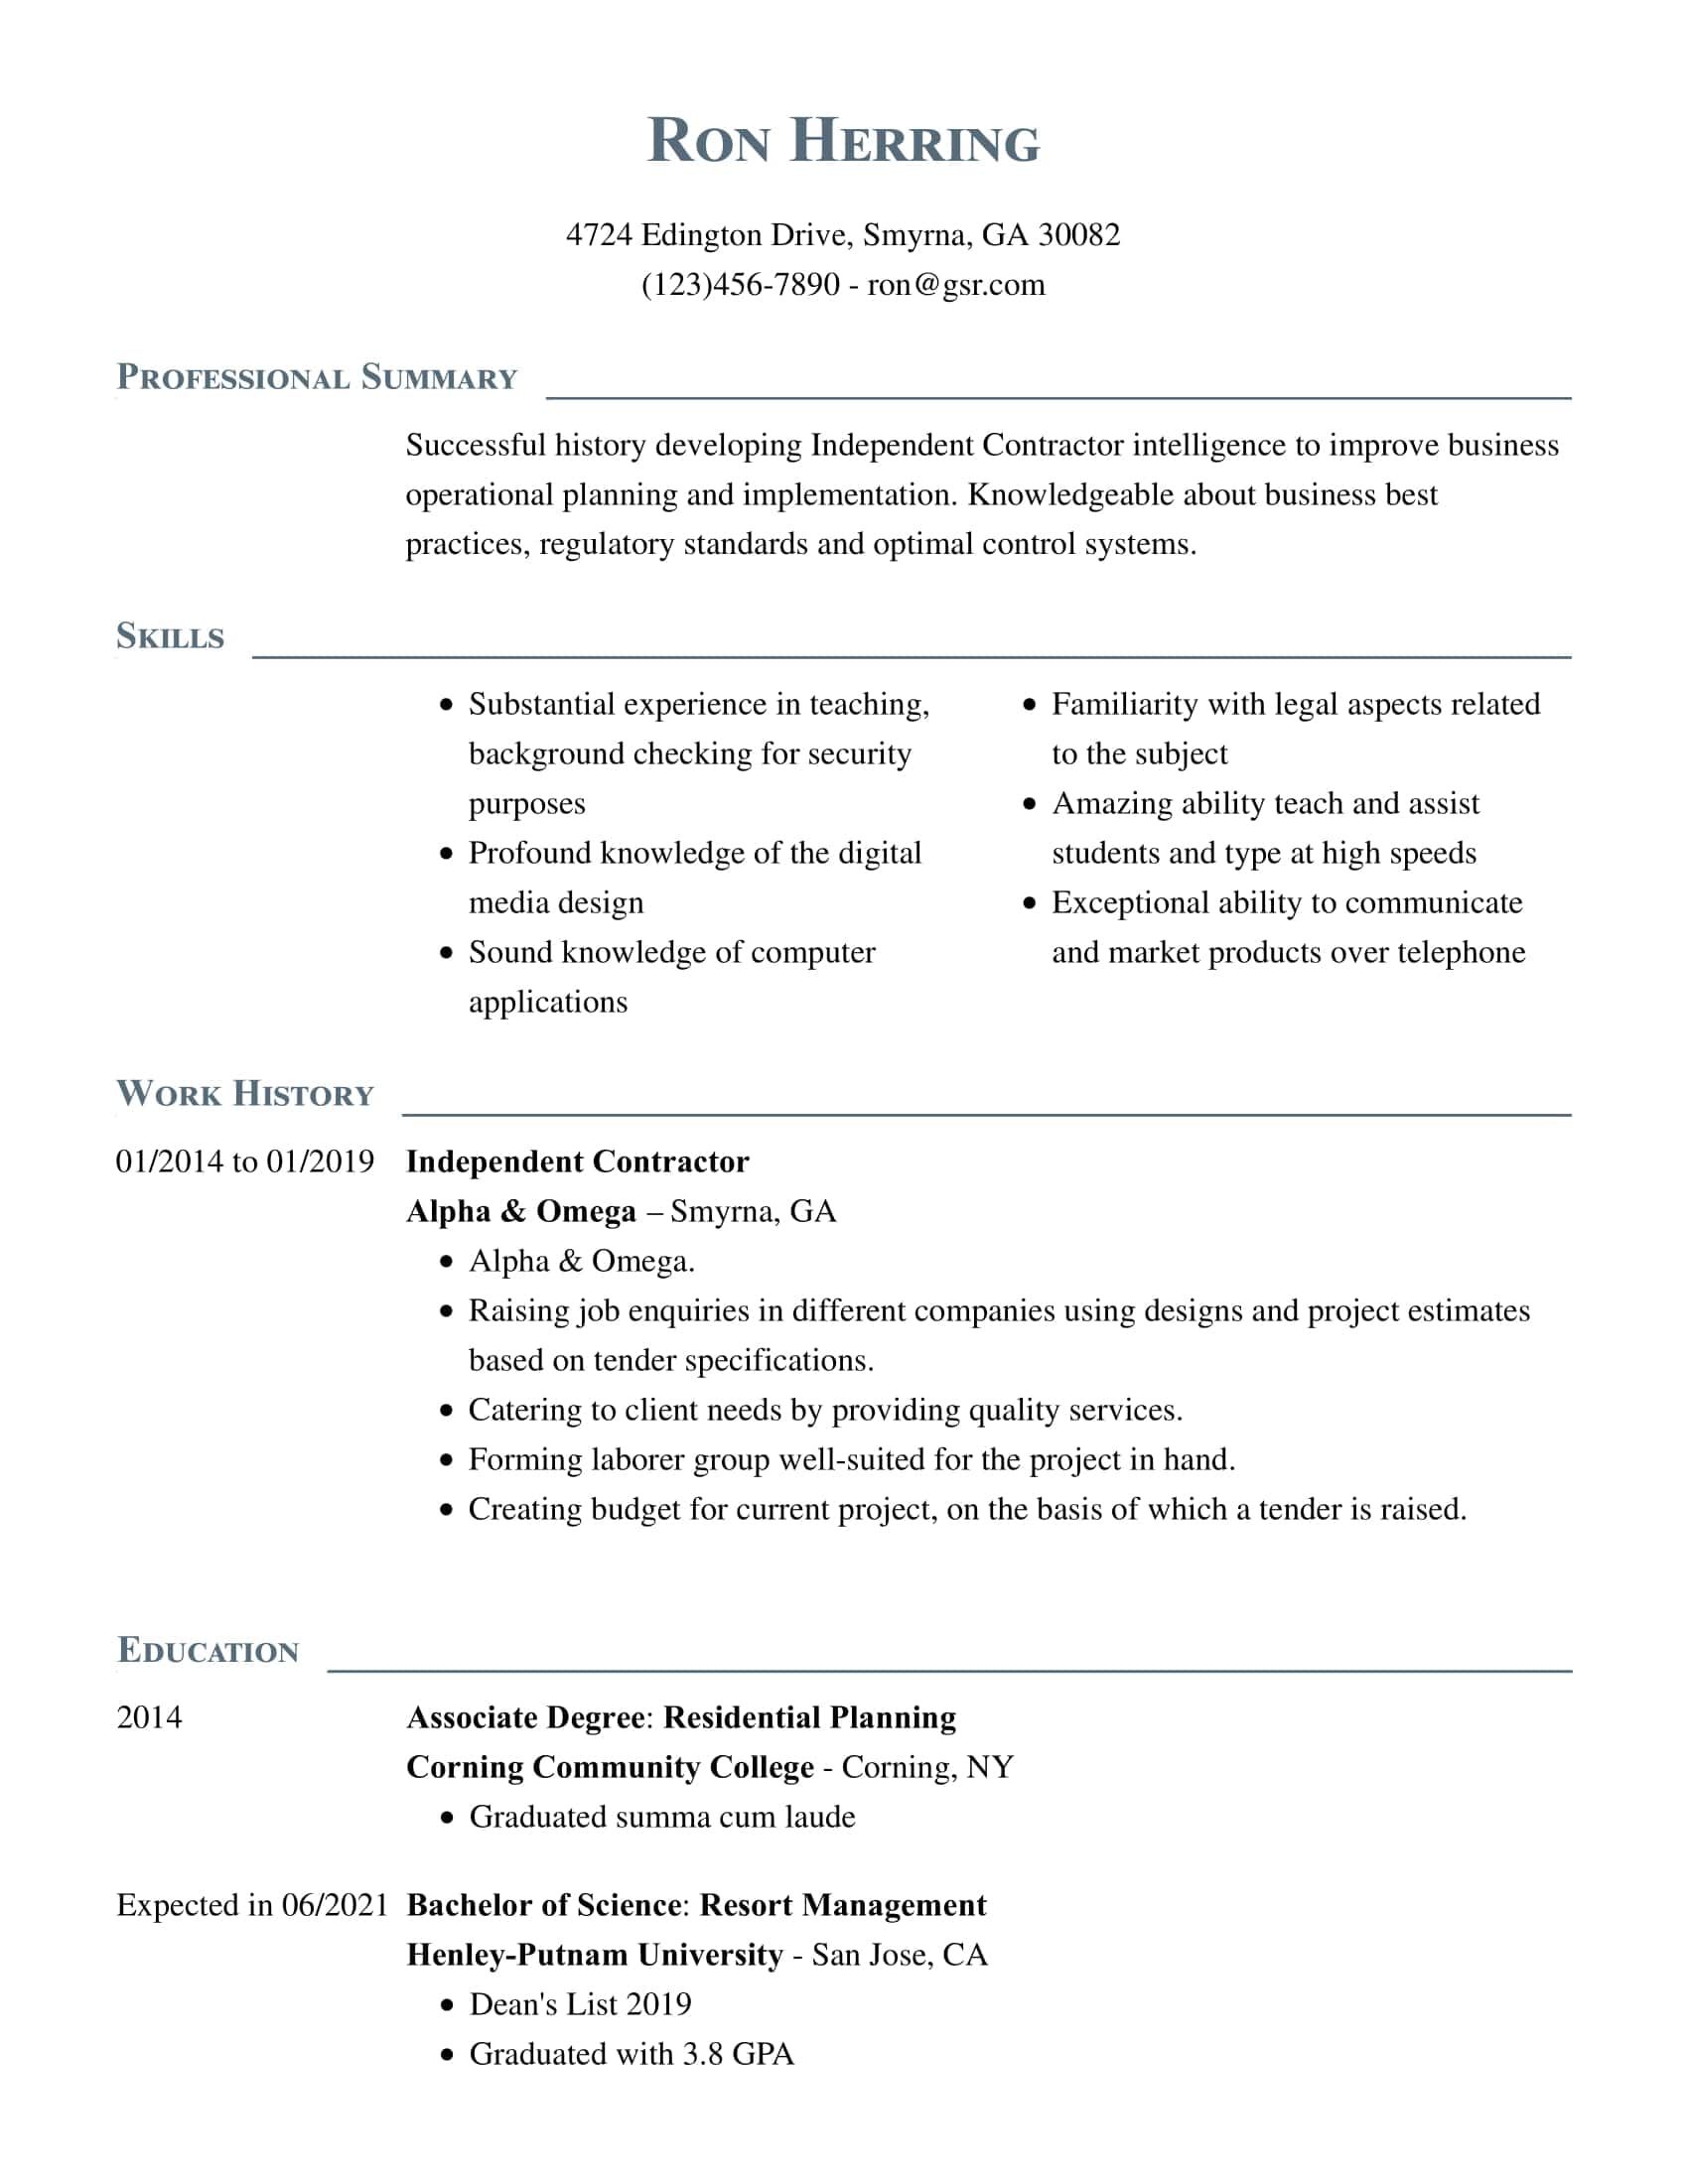 Ron Herring
4724 Edington Drive, Smyrna, GA 30082
(123)456-7890 - ron@gsr.com
Professional Summary
Successful history developing Independent Contractor intelligence to improve business
operational planning and implementation. Knowledgeable about business best
practices, regulatory standards and optimal control systems.
Skills
• Substantial experience in teaching,
background checking for security
purposes
• Profound knowledge of the digital
media design
• Sound knowledge of computer
applications
• Familiarity with legal aspects related
to the subject
• Amazing ability teach and assist
students and type at high speeds
• Exceptional ability to communicate
and market products over telephone
Work History
01/2014 to 01/2019 Independent Contractor
Alpha & Omega – Smyrna, GA
• Alpha & Omega.
• Raising job enquiries in different companies using designs and project estimates
based on tender specifications.
• Catering to client needs by providing quality services.
• Forming laborer group well-suited for the project in hand.
• Creating budget for current project, on the basis of which a tender is raised.
Education
2014 Associate Degree: Residential Planning
Corning Community College - Corning, NY
• Graduated summa cum laude
Expected in 06/2021 Bachelor of Science: Resort Management
Henley-Putnam University - San Jose, CA
• Dean's List 2019
• Graduated with 3.8 GPA